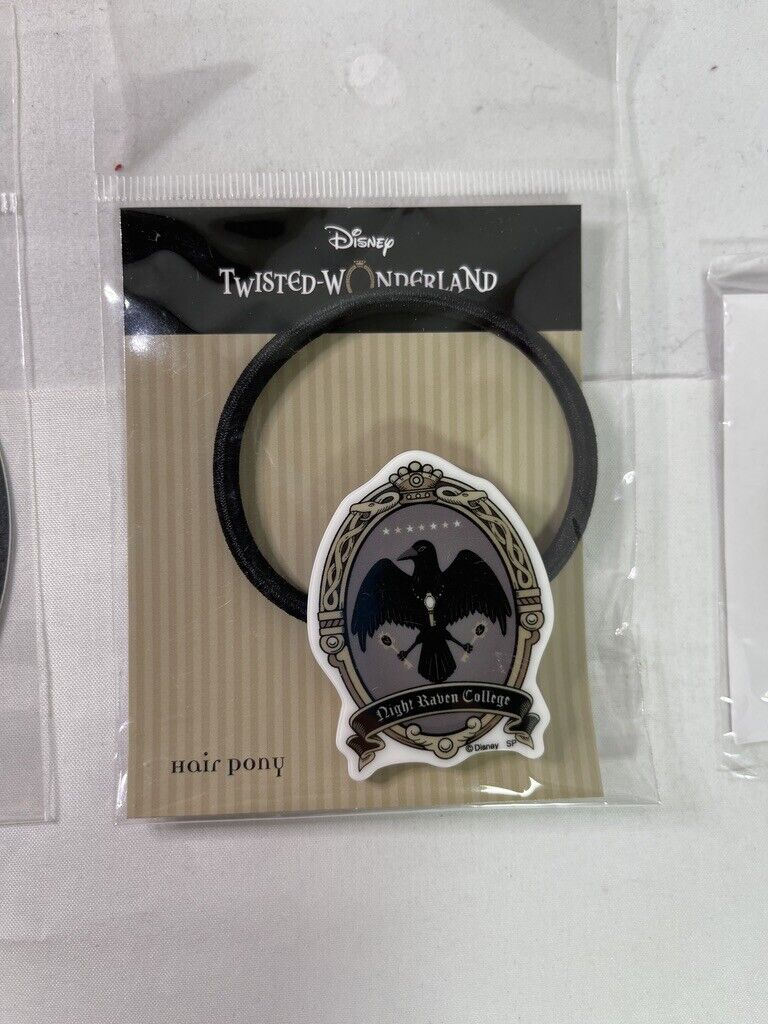 Disney
TWISTED-WONDERLAND
Night Raven College
©Disney SP
Hair pony